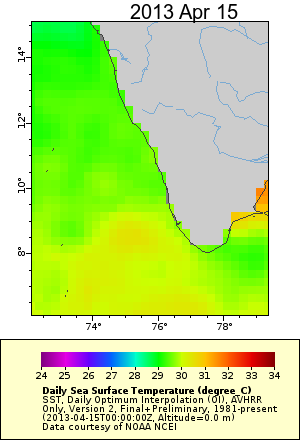 2013 Apr 15
14°
12°
10°
8°
74° 76° 78°
24 25 26 27 28 29 30 31 32 33 34
Daily Sea Surface Temperature (degree_C)
SST, Daily Optimum Interpolation (OI), AVHRR
Only, Version 2, Final+Preliminary, 1981-present
(2013-04-15T00:00:00Z, Altitude=0.0 m)
Data courtesy of NOAA NCEI